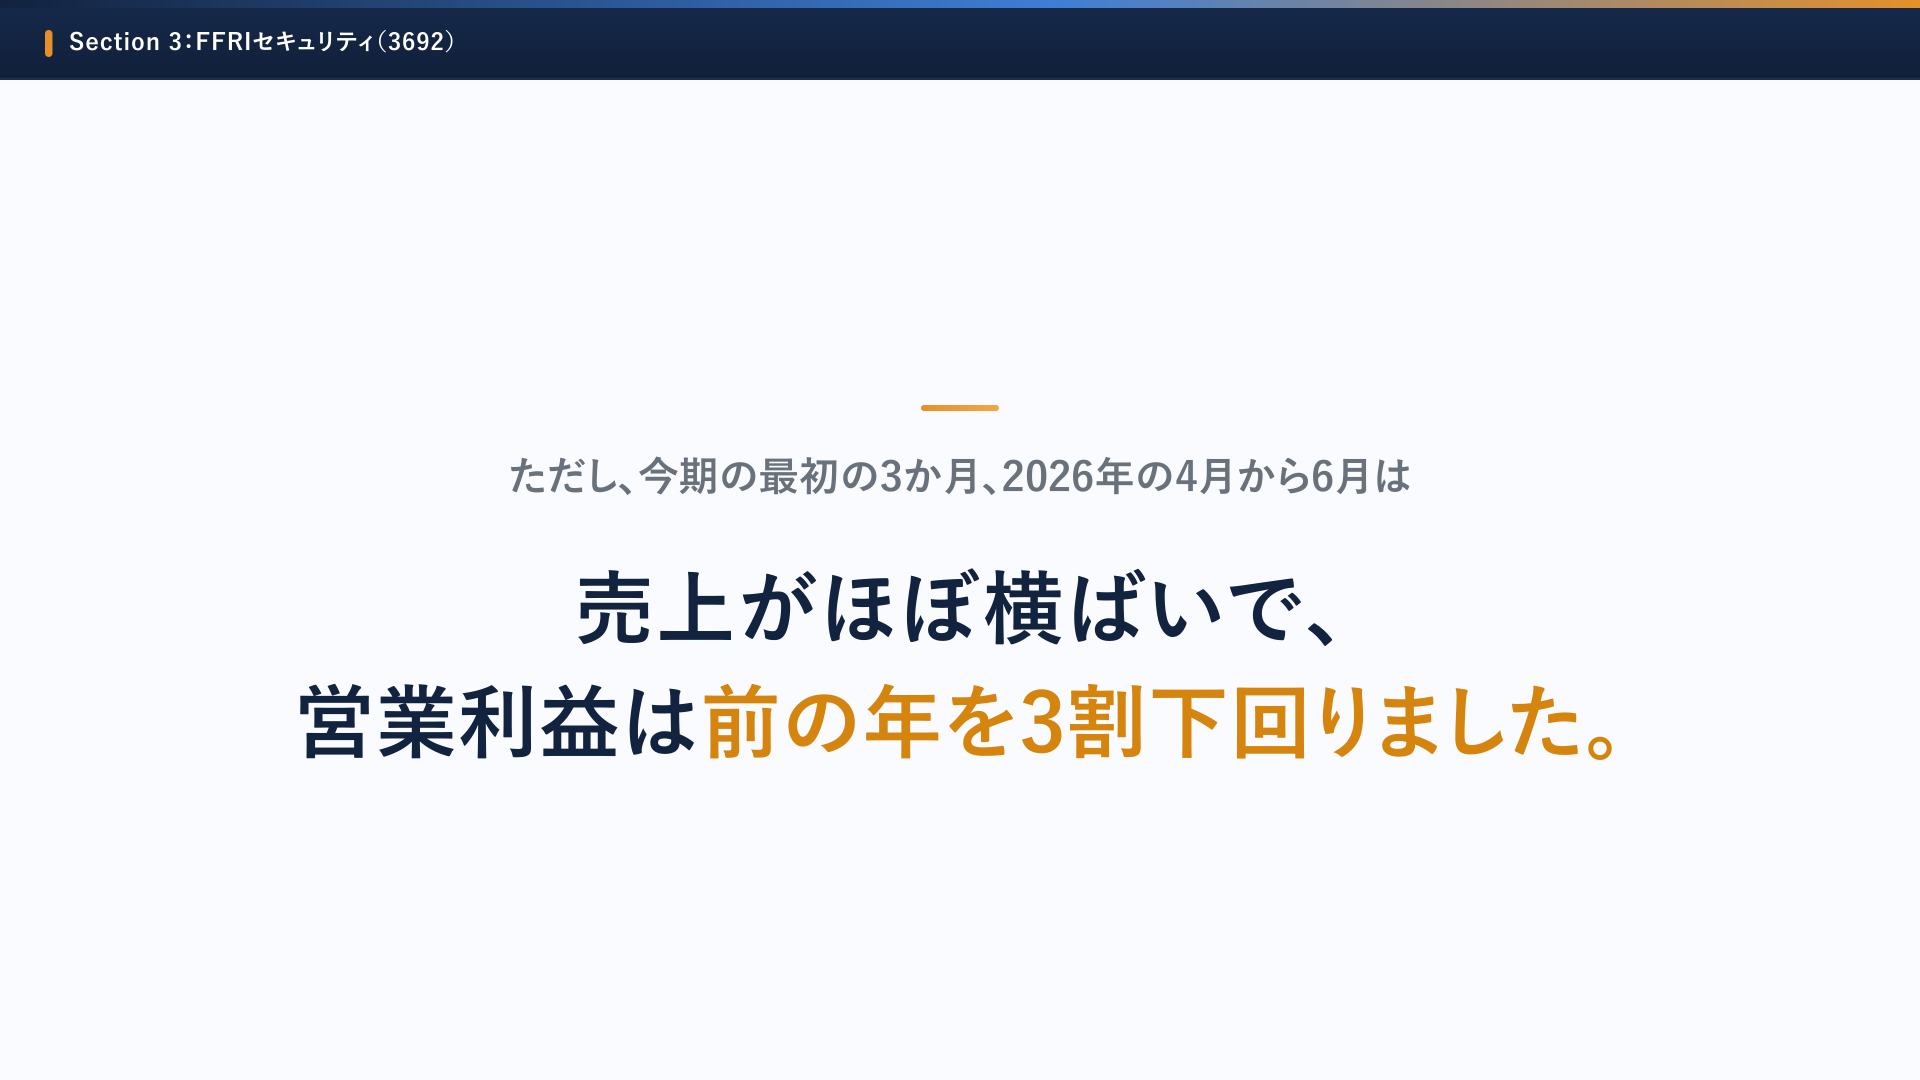 Section 3：FFRIセキュリティ（3692）
ただし、今期の最初の3か月、2026年の4月から6月は
売上がほぼ横ばいで、
営業利益は前の年を3割下回りました。